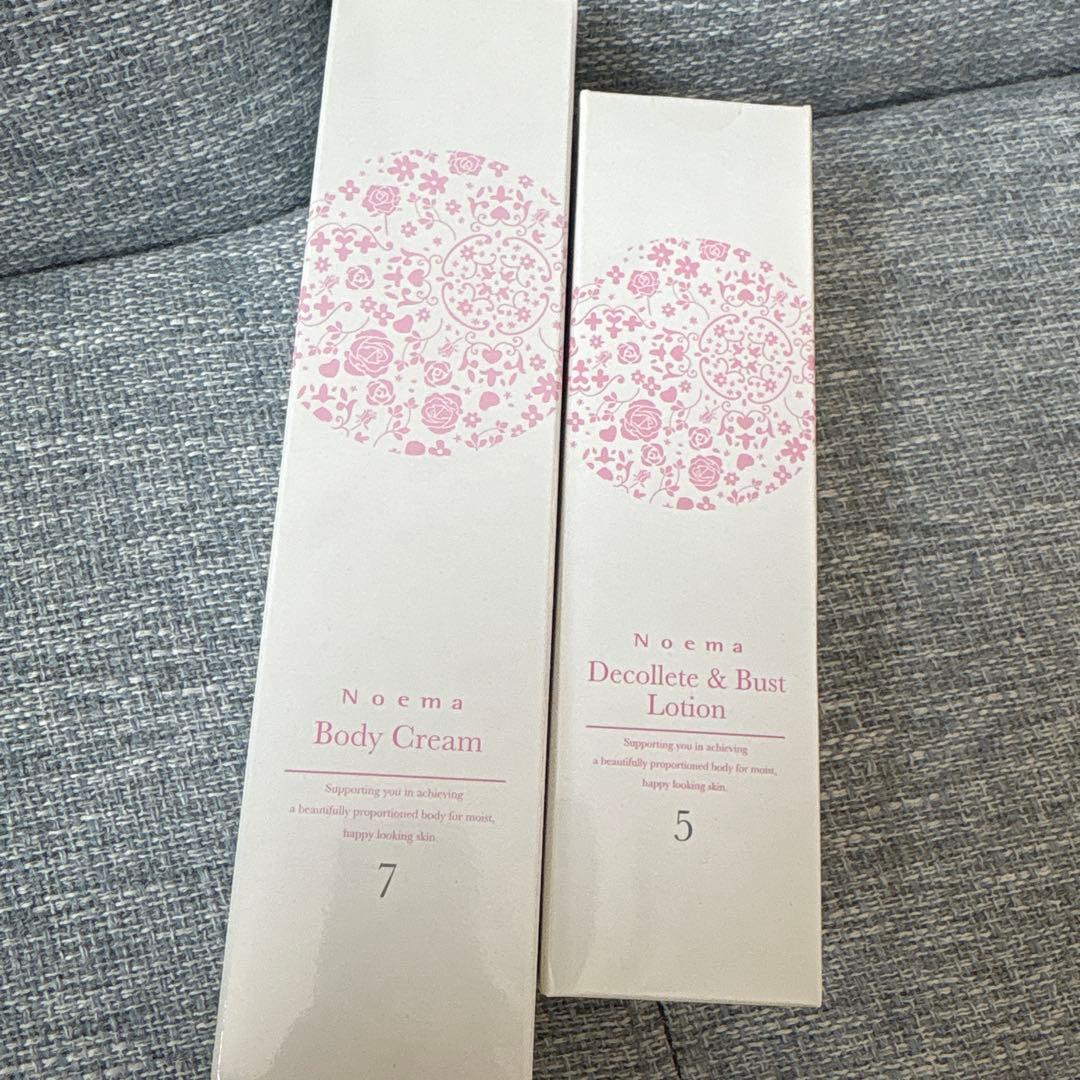 Noema
Body Cream
Supporting you in achieving
a beautifully proportioned body for moist,
happy looking skin.
7
Noema
Decollete & Bust
Lotion
Supporting you in achieving
a beautifully proportioned body for moist,
happy looking skin.
5